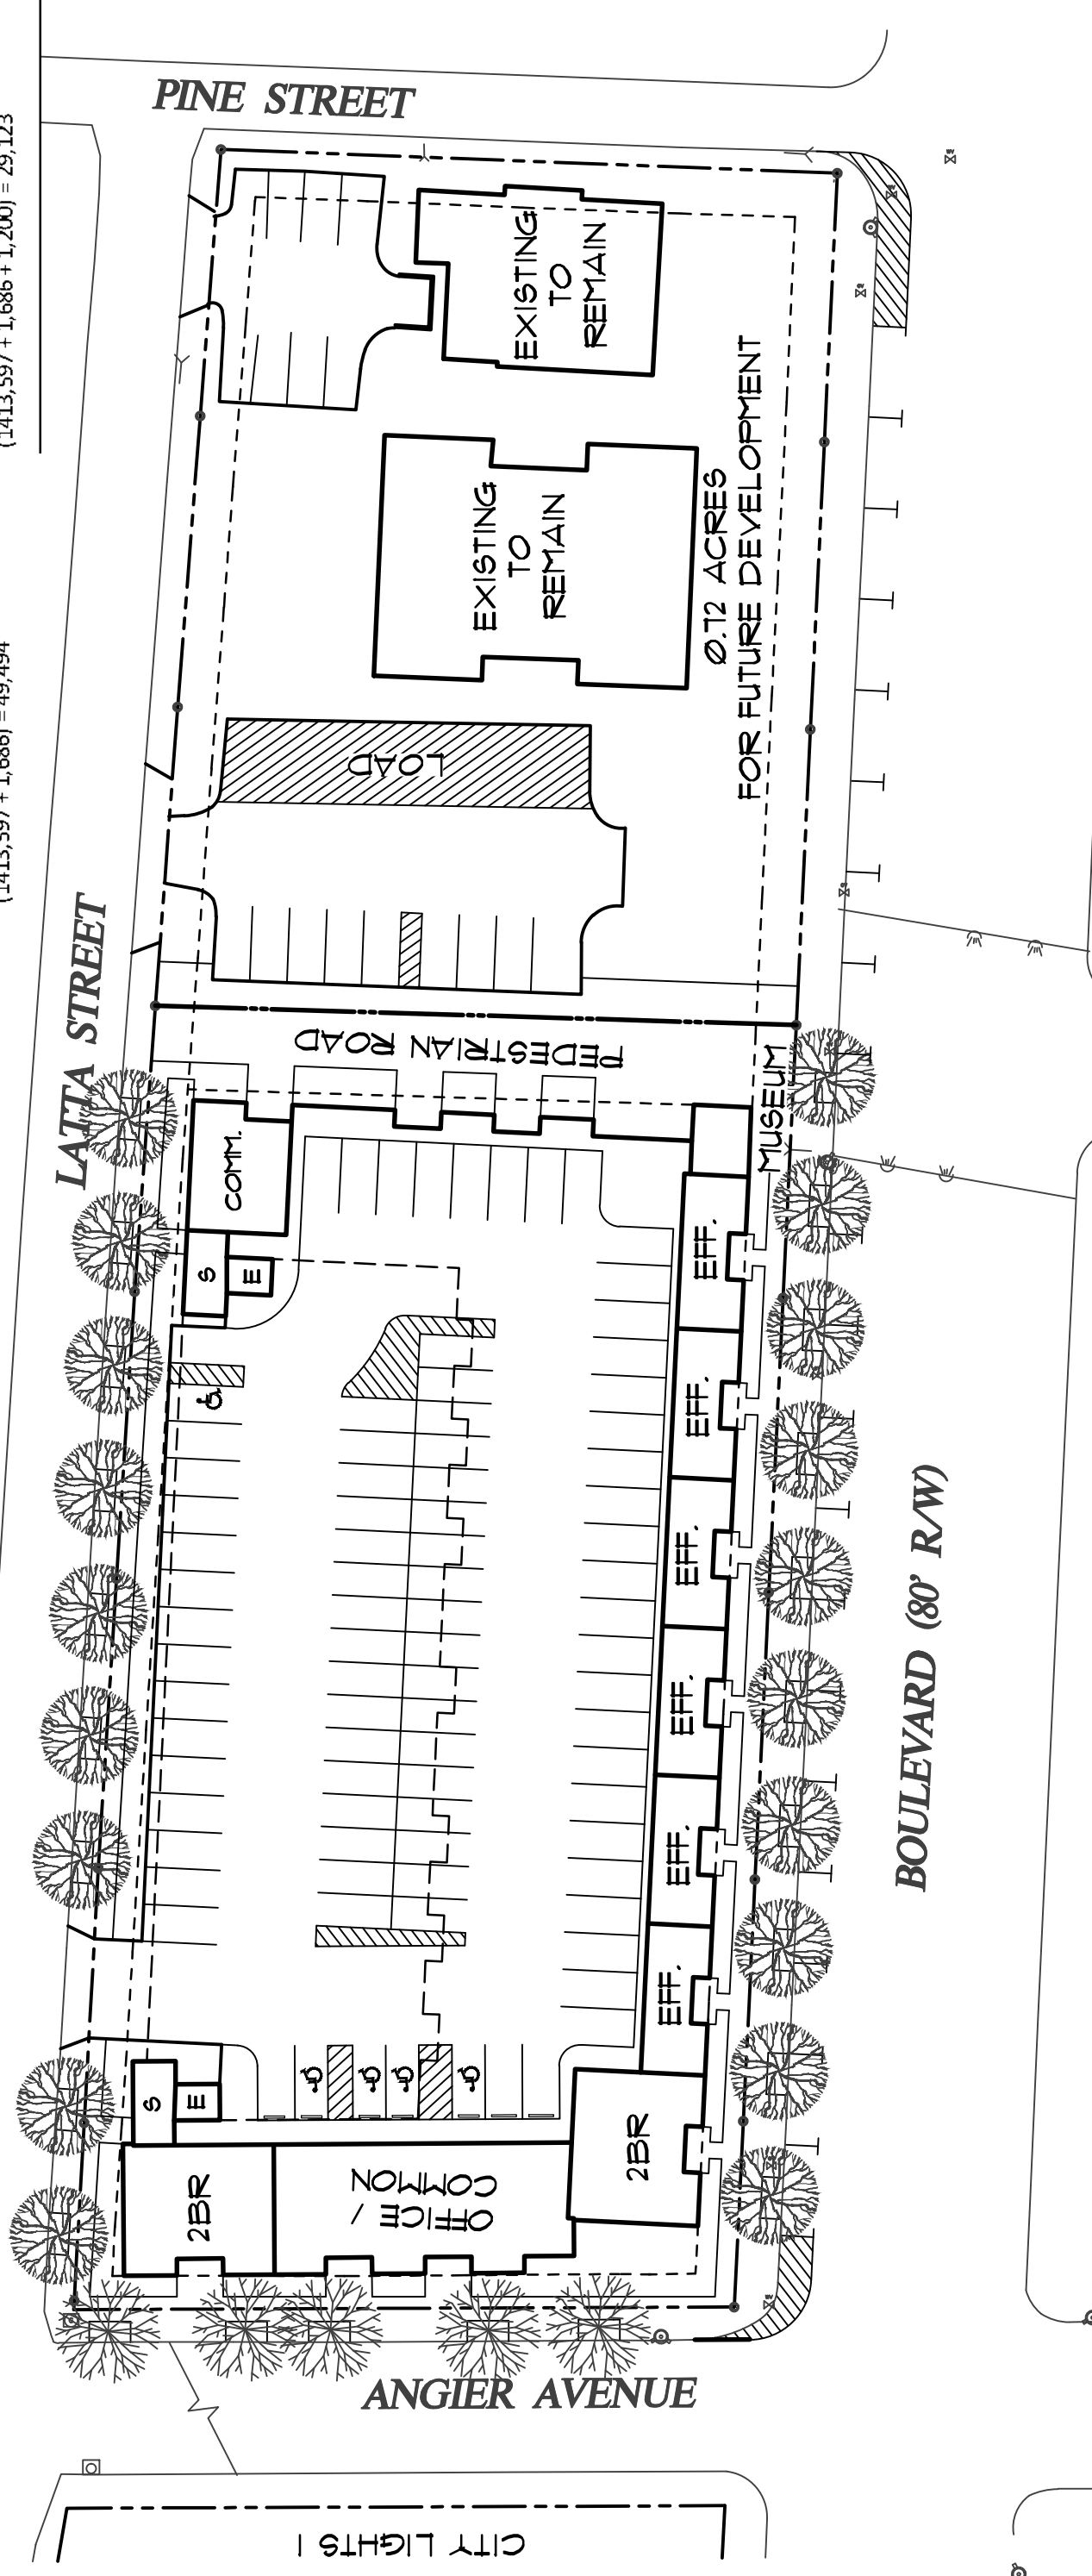 (1413,597 + 1,686 + 1,200) = 29,123
(1413,597 + 1,686) = 49,494
PINE STREET
EXISTING
TO
REMAIN
EXISTING
TO
REMAIN
0.72 ACRES
FOR FUTURE DEVELOPMENT
LOAD
LATTA STREET
PEDESTRIAN ROAD
MUSEUM
COMM.
S
E
EFF.
EFF.
EFF.
EFF.
EFF.
EFF.
BOULEVARD (80' R/W)
S
E
2BR
OFFICE /
COMMON
2BR
ANGIER AVENUE
CITY LIGHTS I